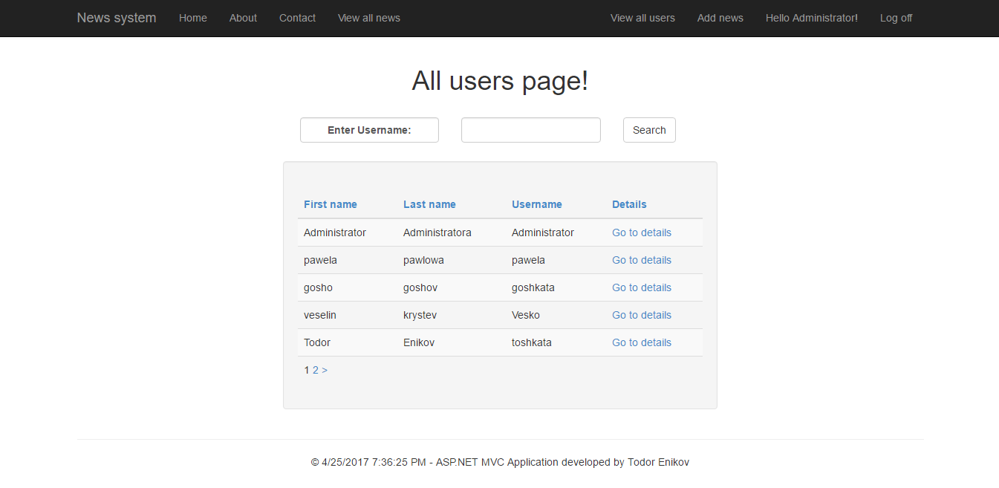 News system Home About Contact View all news View all users Add news Hello Administrator! Log off
All users page!
Enter Username: Search
First name Last name Username Details
Administrator Administratora Administrator Go to details
pawela pawlowa pawela Go to details
gosho goshov goshkata Go to details
veselin krystev Vesko Go to details
Todor Enikov toshkata Go to details
1 2 >
© 4/25/2017 7:36:25 PM - ASP.NET MVC Application developed by Todor Enikov